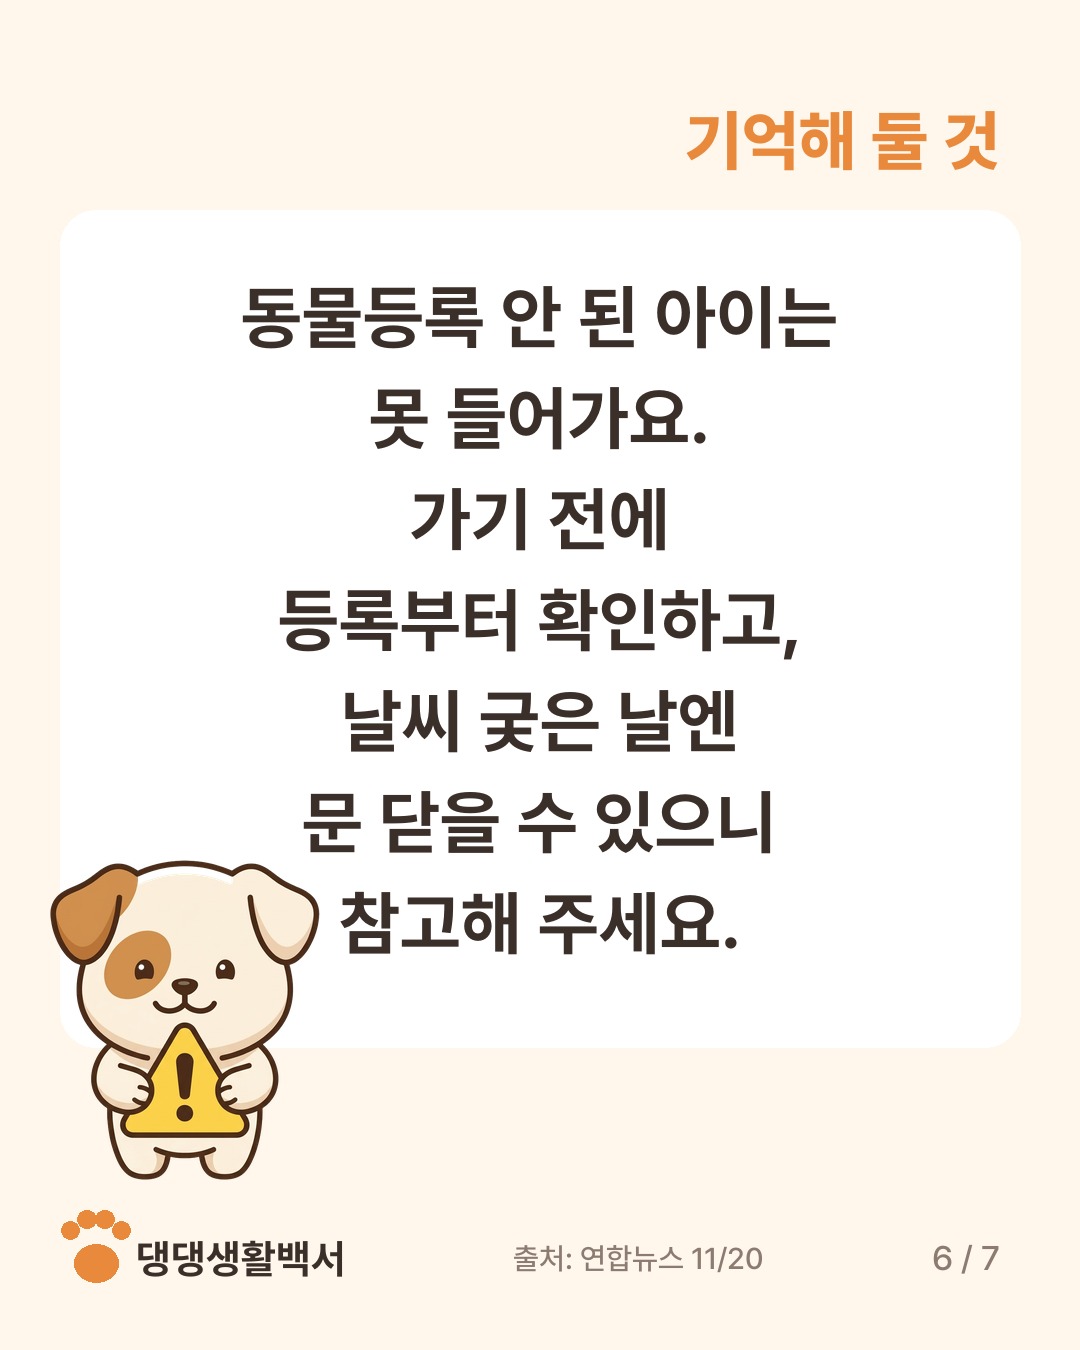 기억해 둘 것
동물등록 안 된 아이는
못 들어가요.
가기 전에
등록부터 확인하고,
날씨 궂은 날엔
문 닫을 수 있으니
참고해 주세요.
댕댕생활백서
출처: 연합뉴스 11/20
6 / 7